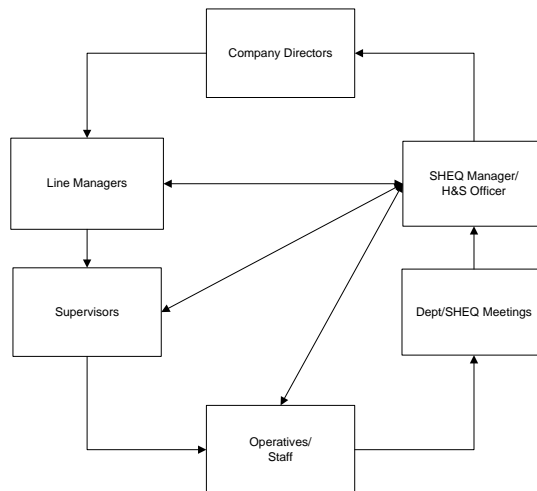 Company Directors
Line Managers
SHEQ Manager/
H&S Officer
Supervisors
Dept/SHEQ Meetings
Operatives/
Staff